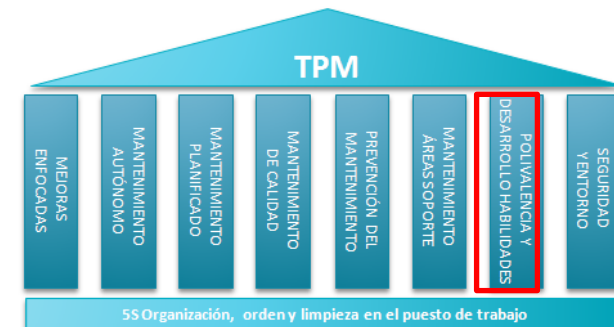 TPM
MEJORAS
ENFOCADAS
MANTENIMIENTO
AUTÓNOMO
MANTENIMIENTO
PLANIFICADO
MANTENIMIENTO
DE CALIDAD
PREVENCIÓN DEL
MANTENIMIENTO
MANTENIMIENTO
ÁREAS SOPORTE
POLIVALENCIA Y
DESARROLLO HABILIDADES
SEGURIDAD
Y ENTORNO
5S Organización, orden y limpieza en el puesto de trabajo